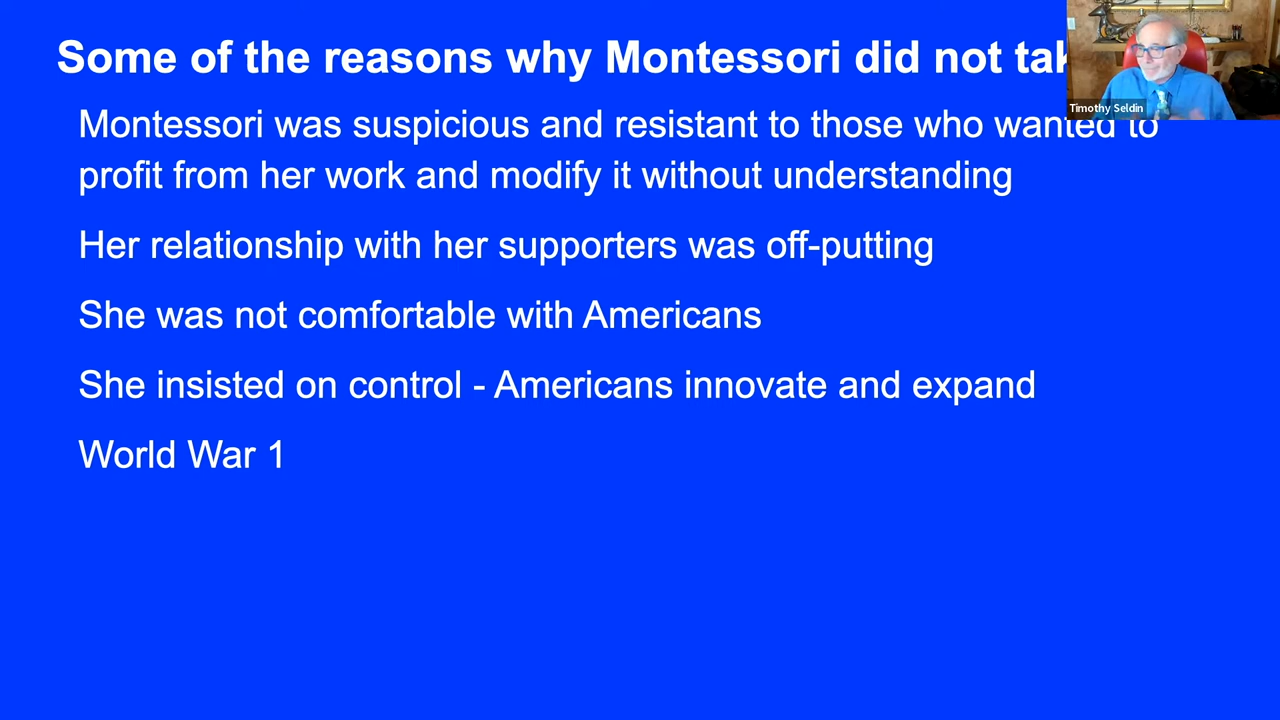 Some of the reasons why Montessori did not
Timothy Seldin
Montessori was suspicious and resistant to those who wanted to
profit from her work and modify it without understanding
Her relationship with her supporters was off-putting
She was not comfortable with Americans
She insisted on control - Americans innovate and expand
World War 1